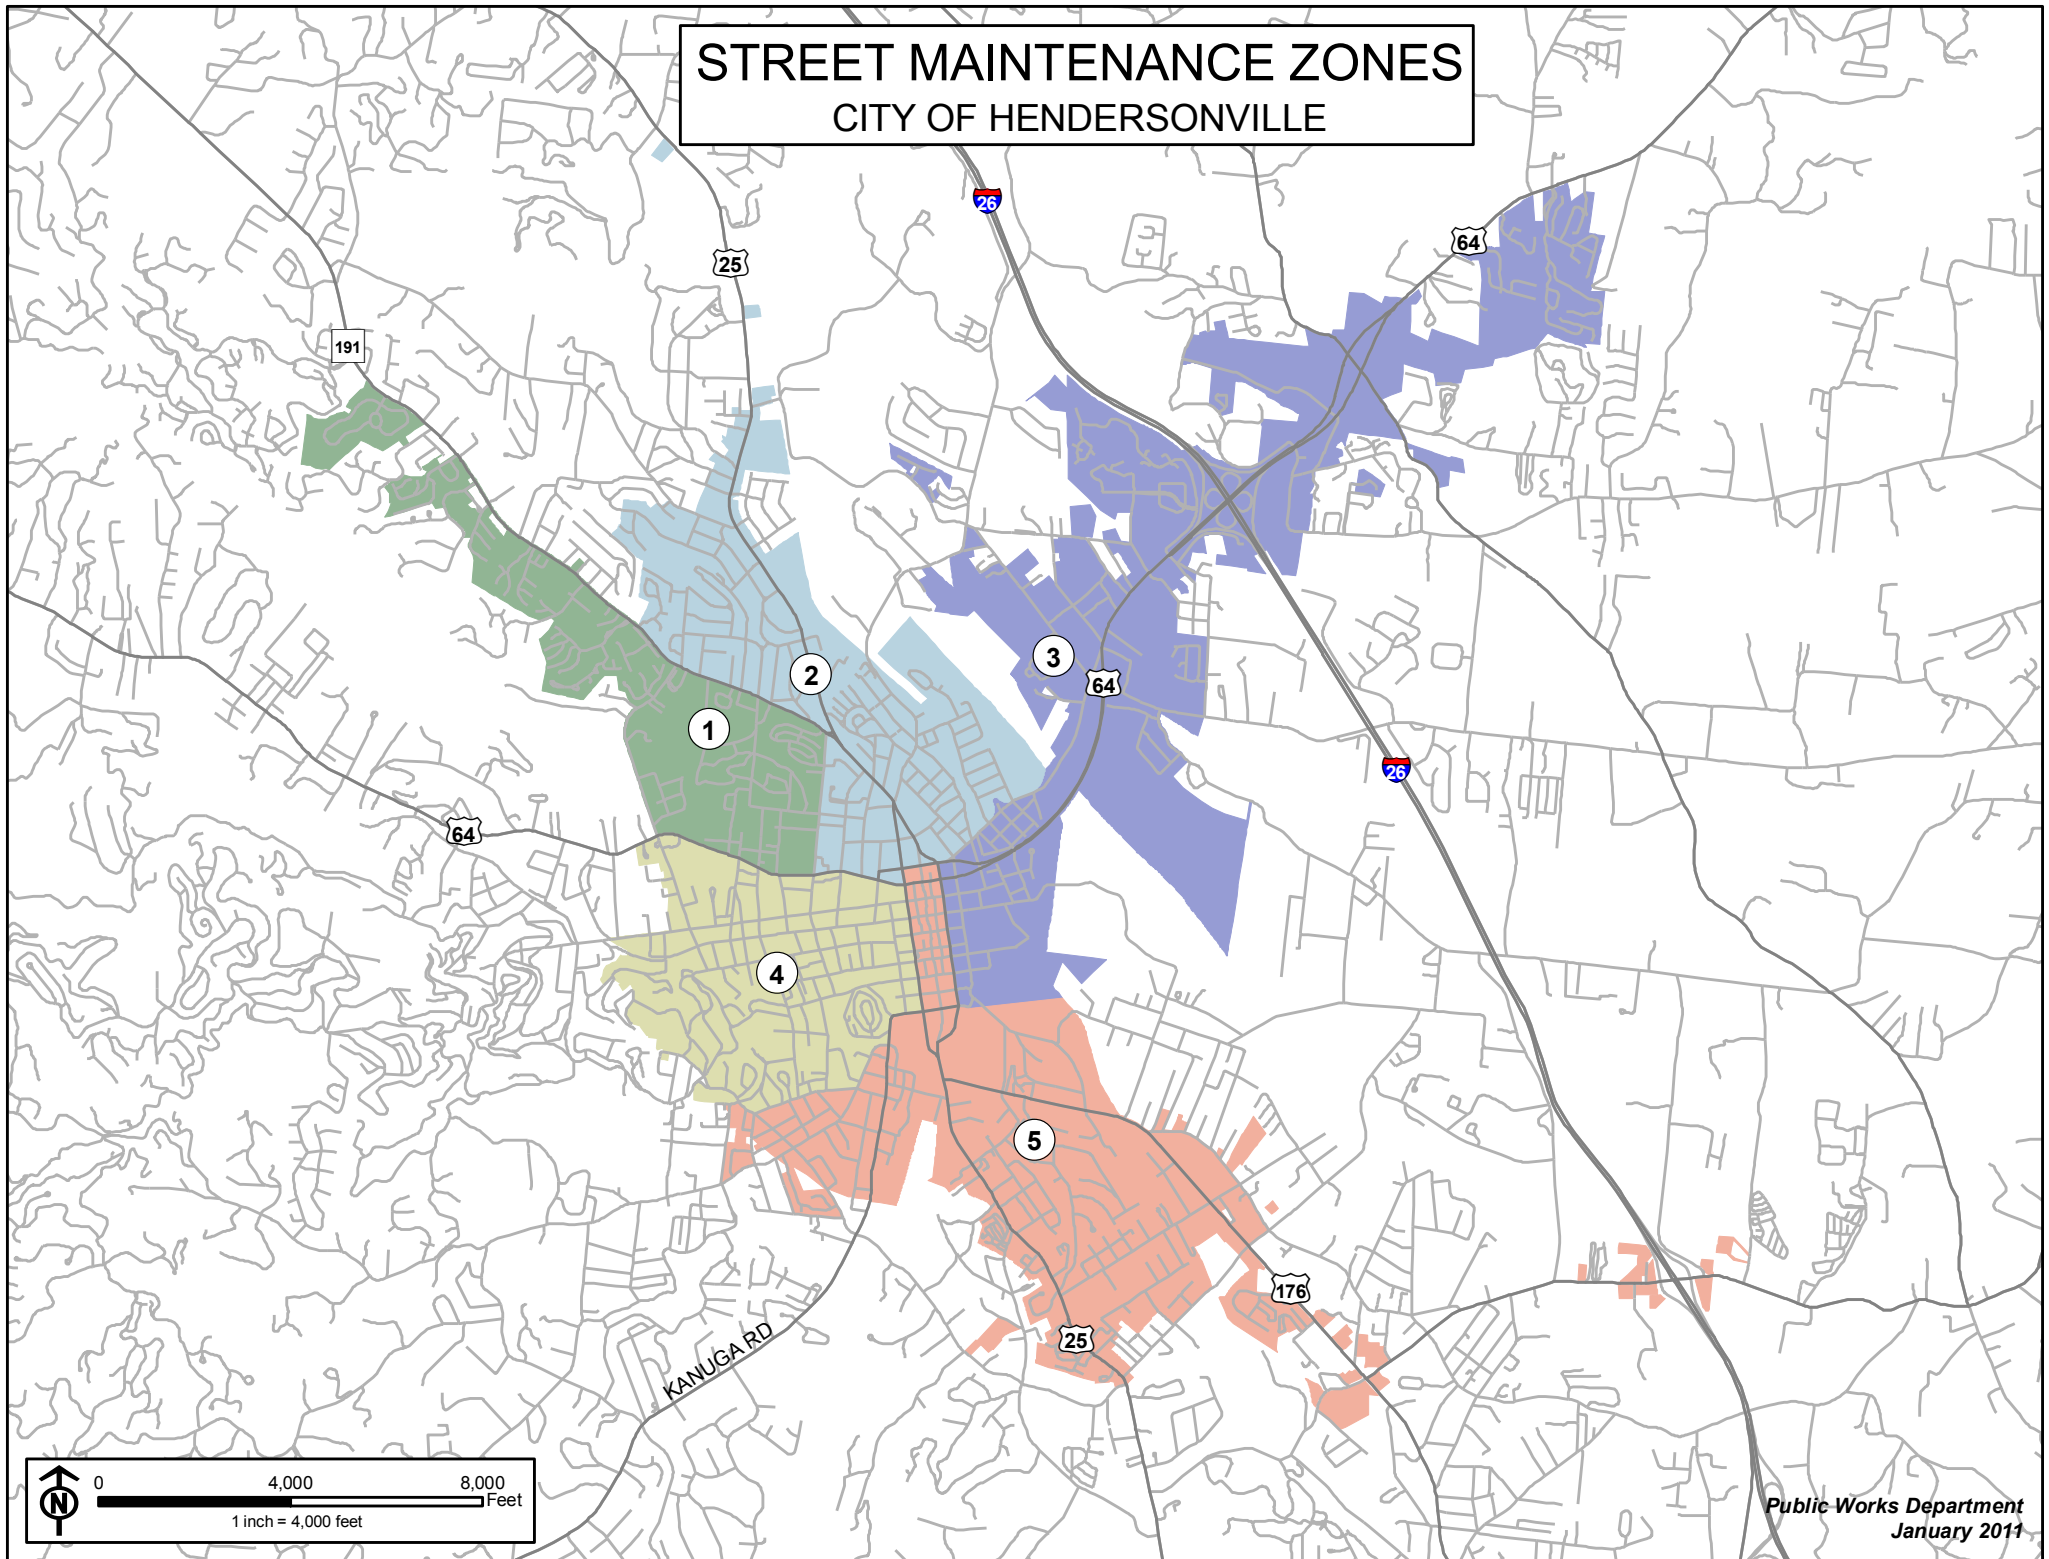 STREET MAINTENANCE ZONES
CITY OF HENDERSONVILLE
26
64
25
191
3
2
64
1
26
64
4
5
176
25
KANUGA RD
N
0 4,000 8,000
Feet
1 inch = 4,000 feet
Public Works Department
January 2011